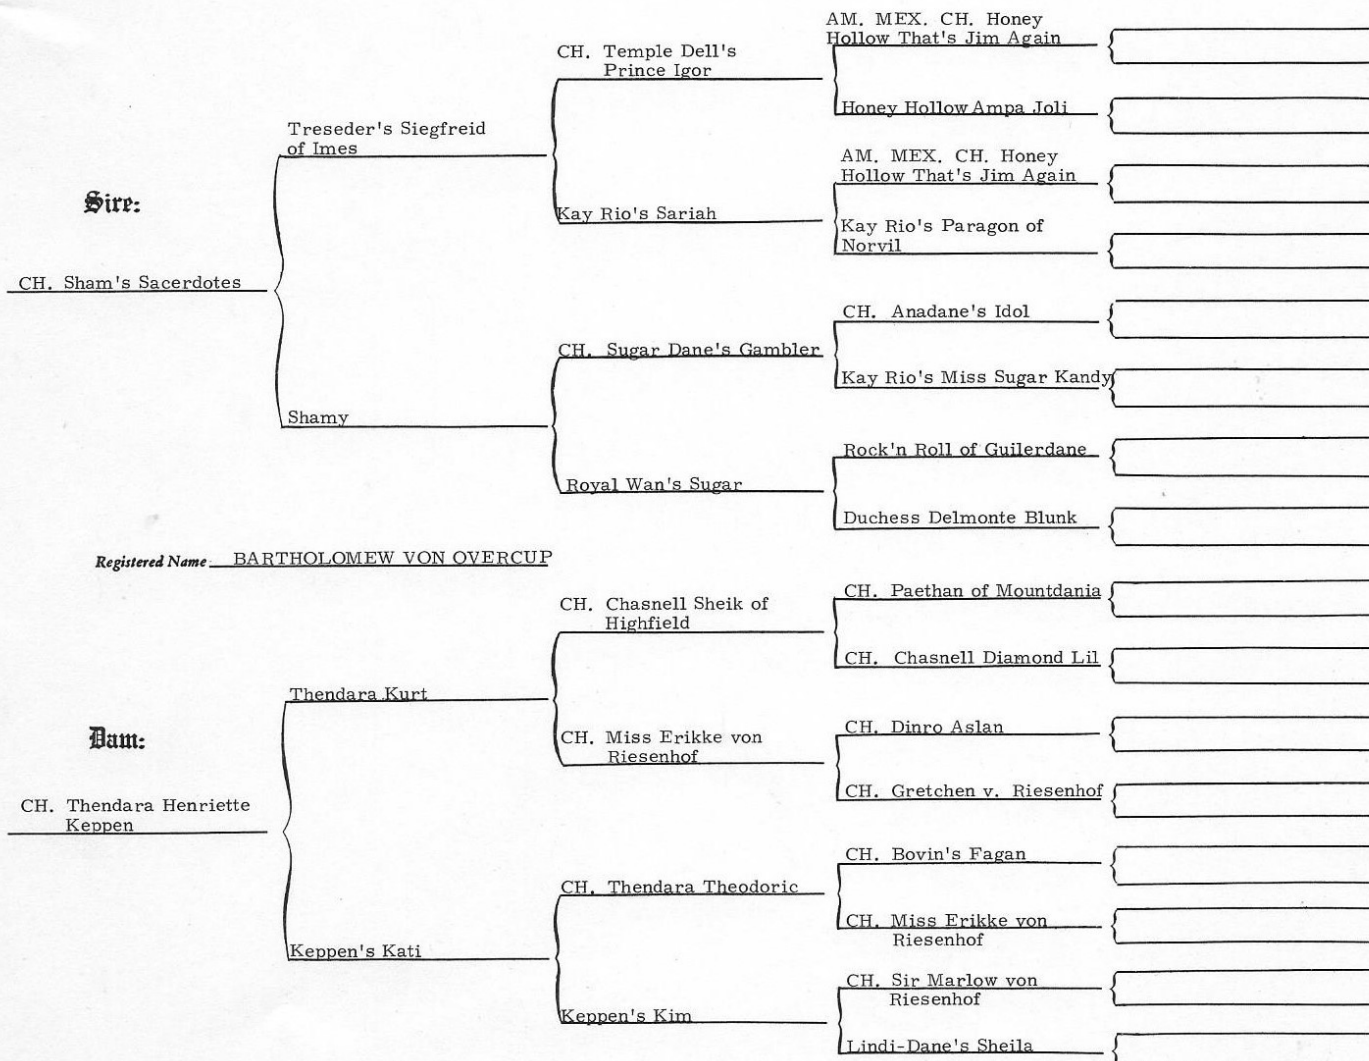 AM. MEX. CH. Honey
Hollow That's Jim Again
CH. Temple Dell's
Prince Igor
Honey Hollow Ampa Joli
Treseder's Siegfreid
of Imes
AM. MEX. CH. Honey
Hollow That's Jim Again
Sire:
Kay Rio's Sariah
Kay Rio's Paragon of
Norvil
CH. Sham's Sacerdotes
CH. Anadane's Idol
CH. Sugar Dane's Gambler
Kay Rio's Miss Sugar Kandy
Shamy
Rock'n Roll of Guilerdane
Royal Wan's Sugar
Duchess Delmonte Blunk
Registered Name BARTHOLOMEW VON OVERCUP
CH. Paethan of Mountdania
CH. Chasnell Sheik of
Highfield
CH. Chasnell Diamond Lil
Thendara Kurt
CH. Dinro Aslan
Dam:
CH. Miss Erikke von
Riesenhof
CH. Gretchen v. Riesenhof
CH. Thendara Henriette
Keppen
CH. Bovin's Fagan
CH. Thendara Theodoric
CH. Miss Erikke von
Riesenhof
Keppen's Kati
CH. Sir Marlow von
Riesenhof
Keppen's Kim
Lindi-Dane's Sheila